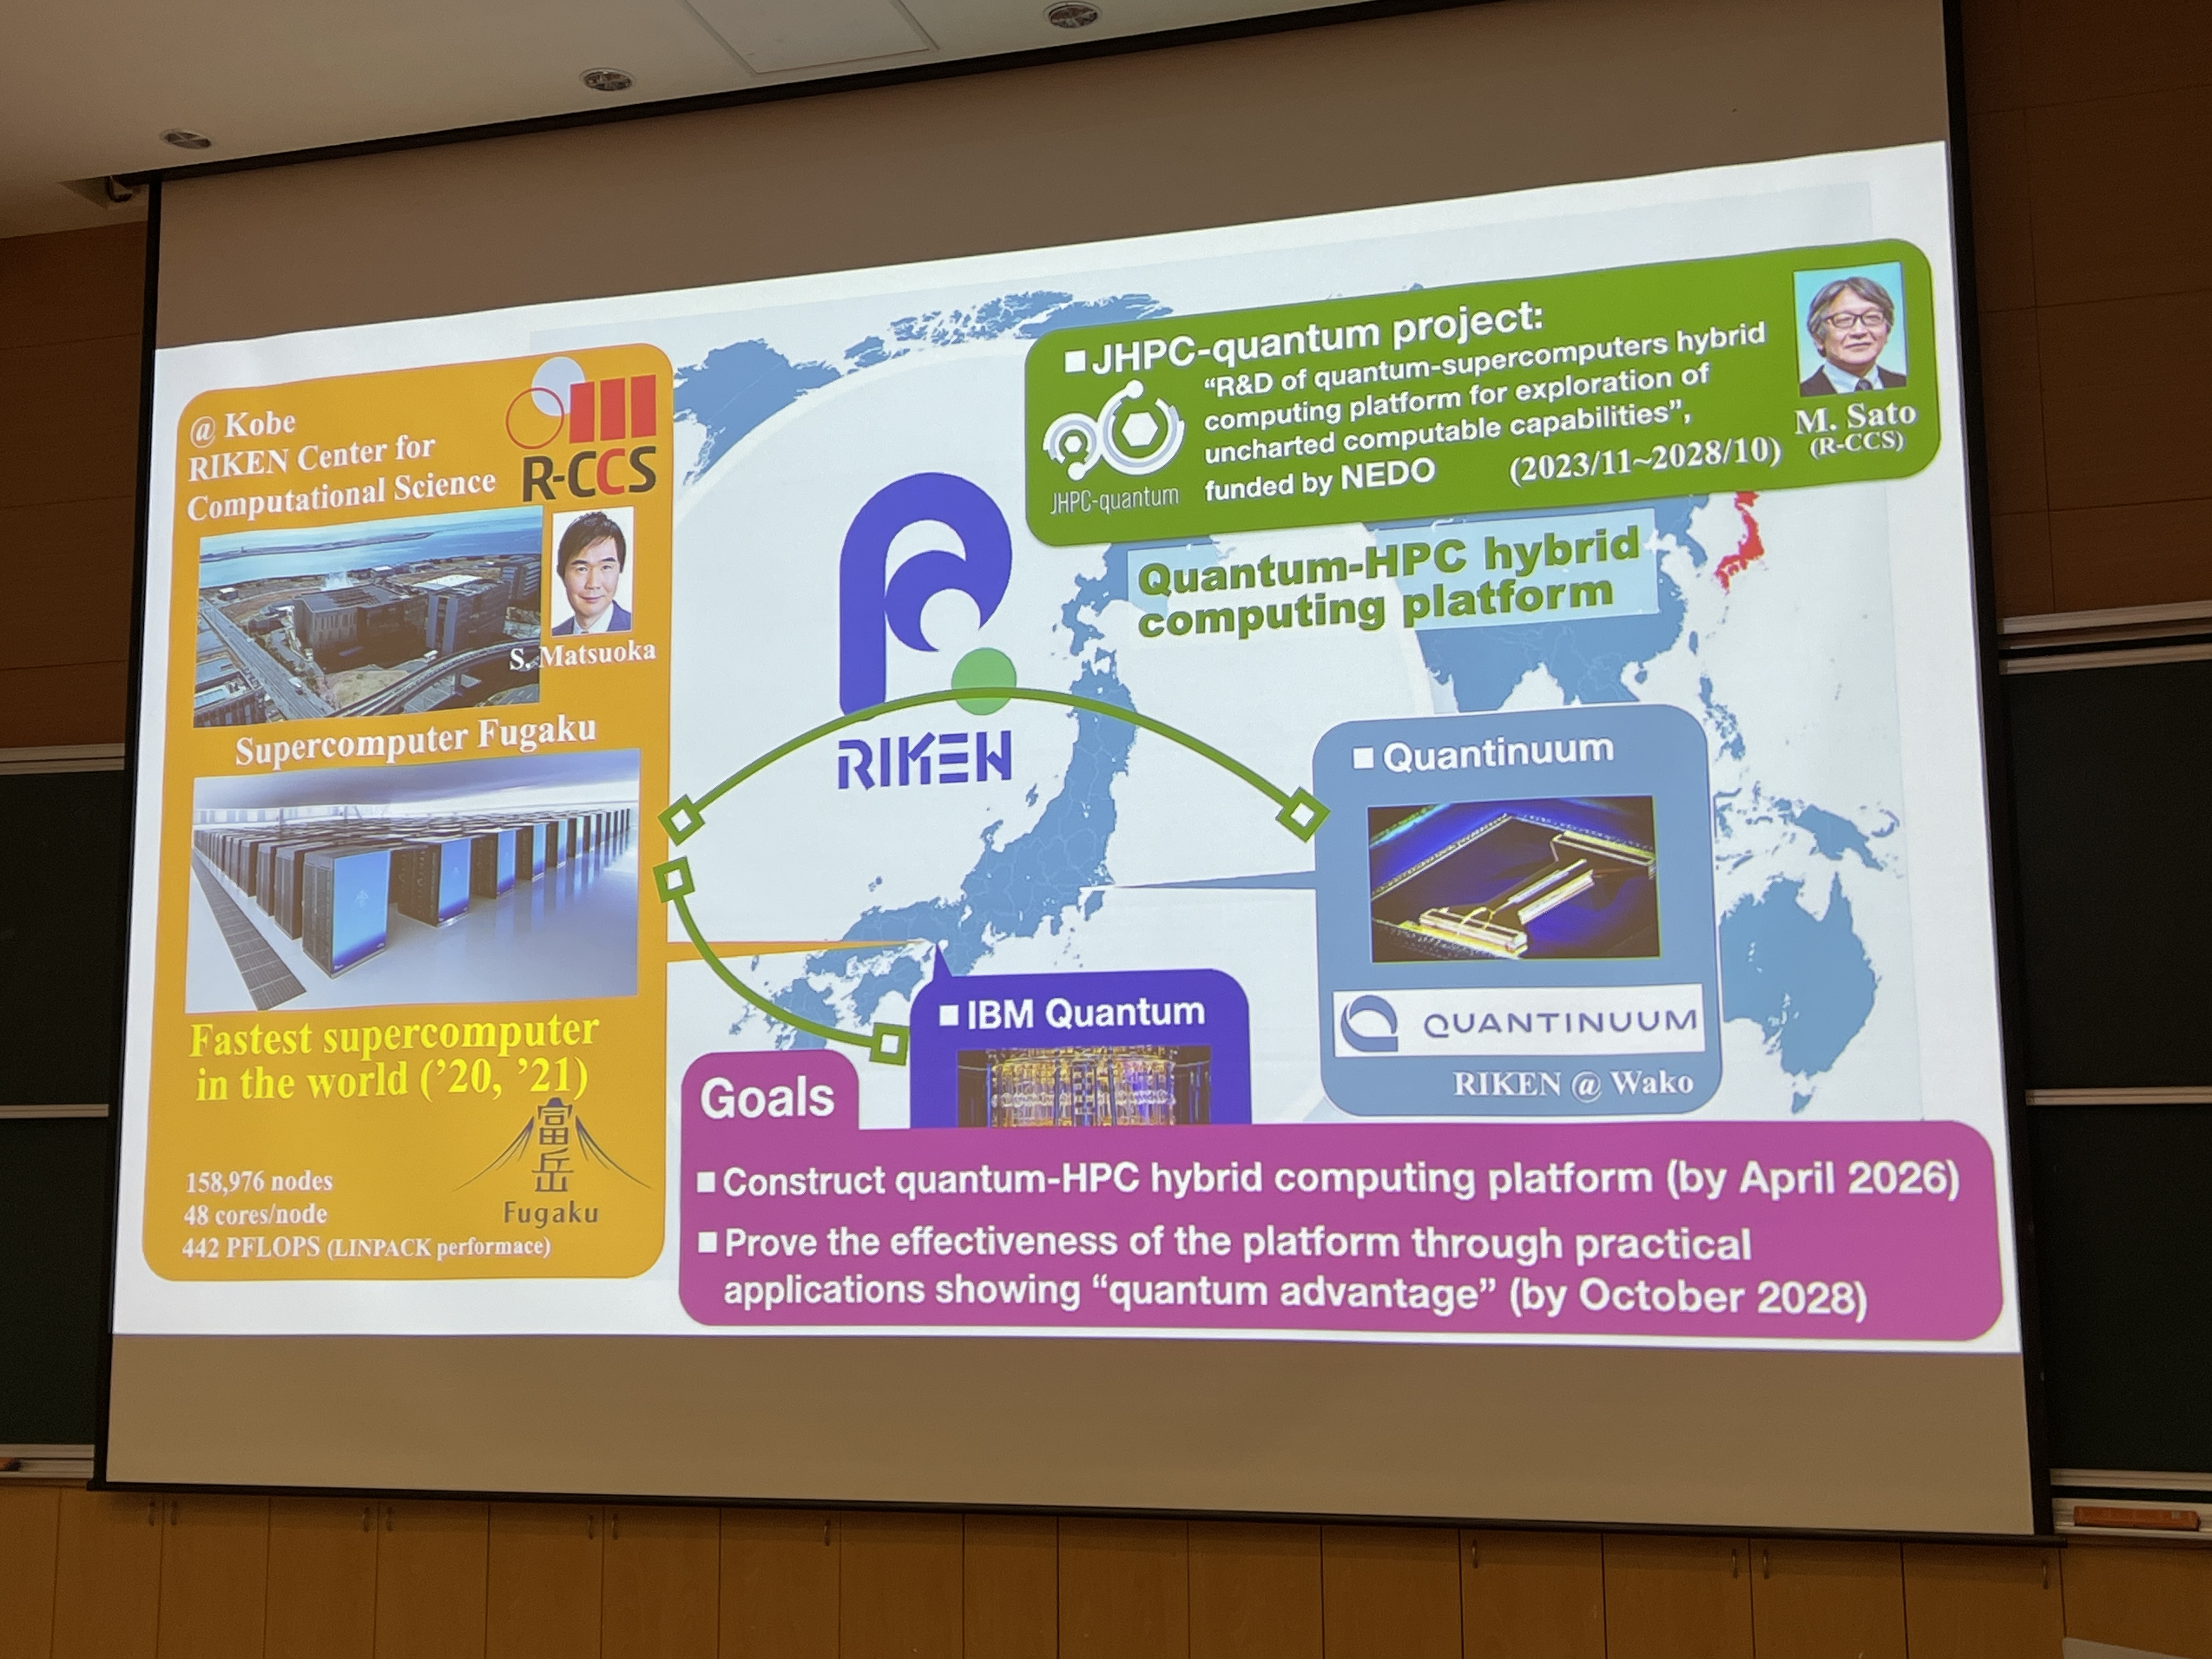 @ Kobe
RIKEN Center for
Computational Science
R-CCS
S. Matsuoka
Supercomputer Fugaku
Fastest supercomputer
in the world ('20, '21)
富岳
Fugaku
158,976 nodes
48 cores/node
442 PFLOPS (LINPACK performace)
RIKEN
■ JHPC-quantum project:
“R&D of quantum-supercomputers hybrid
computing platform for exploration of
uncharted computable capabilities”,
funded by NEDO (2023/11~2028/10)
JHPC-quantum
M. Sato
(R-CCS)
Quantum-HPC hybrid
computing platform
■ Quantinuum
QUANTINUUM
RIKEN @ Wako
■ IBM Quantum
Goals
■ Construct quantum-HPC hybrid computing platform (by April 2026)
■ Prove the effectiveness of the platform through practical
applications showing “quantum advantage” (by October 2028)